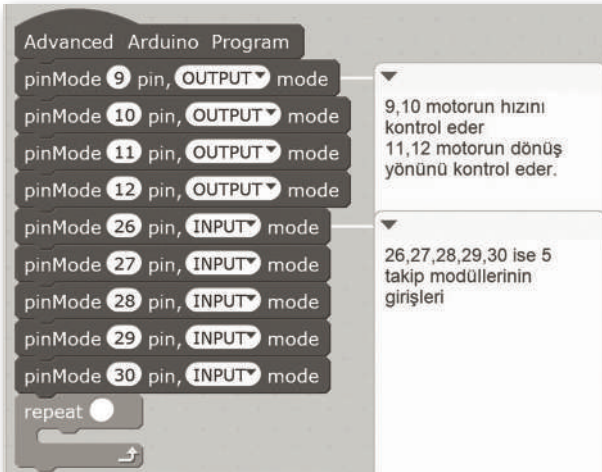 Advanced Arduino Program
pinMode 9 pin, OUTPUT mode
9,10 motorun hızını
kontrol eder
11,12 motorun dönüş
yönünü kontrol eder.
pinMode 10 pin, OUTPUT mode
pinMode 11 pin, OUTPUT mode
pinMode 12 pin, OUTPUT mode
pinMode 26 pin, INPUT mode
26,27,28,29,30 ise 5
takip modüllerinin
girişleri
pinMode 27 pin, INPUT mode
pinMode 28 pin, INPUT mode
pinMode 29 pin, INPUT mode
pinMode 30 pin, INPUT mode
repeat